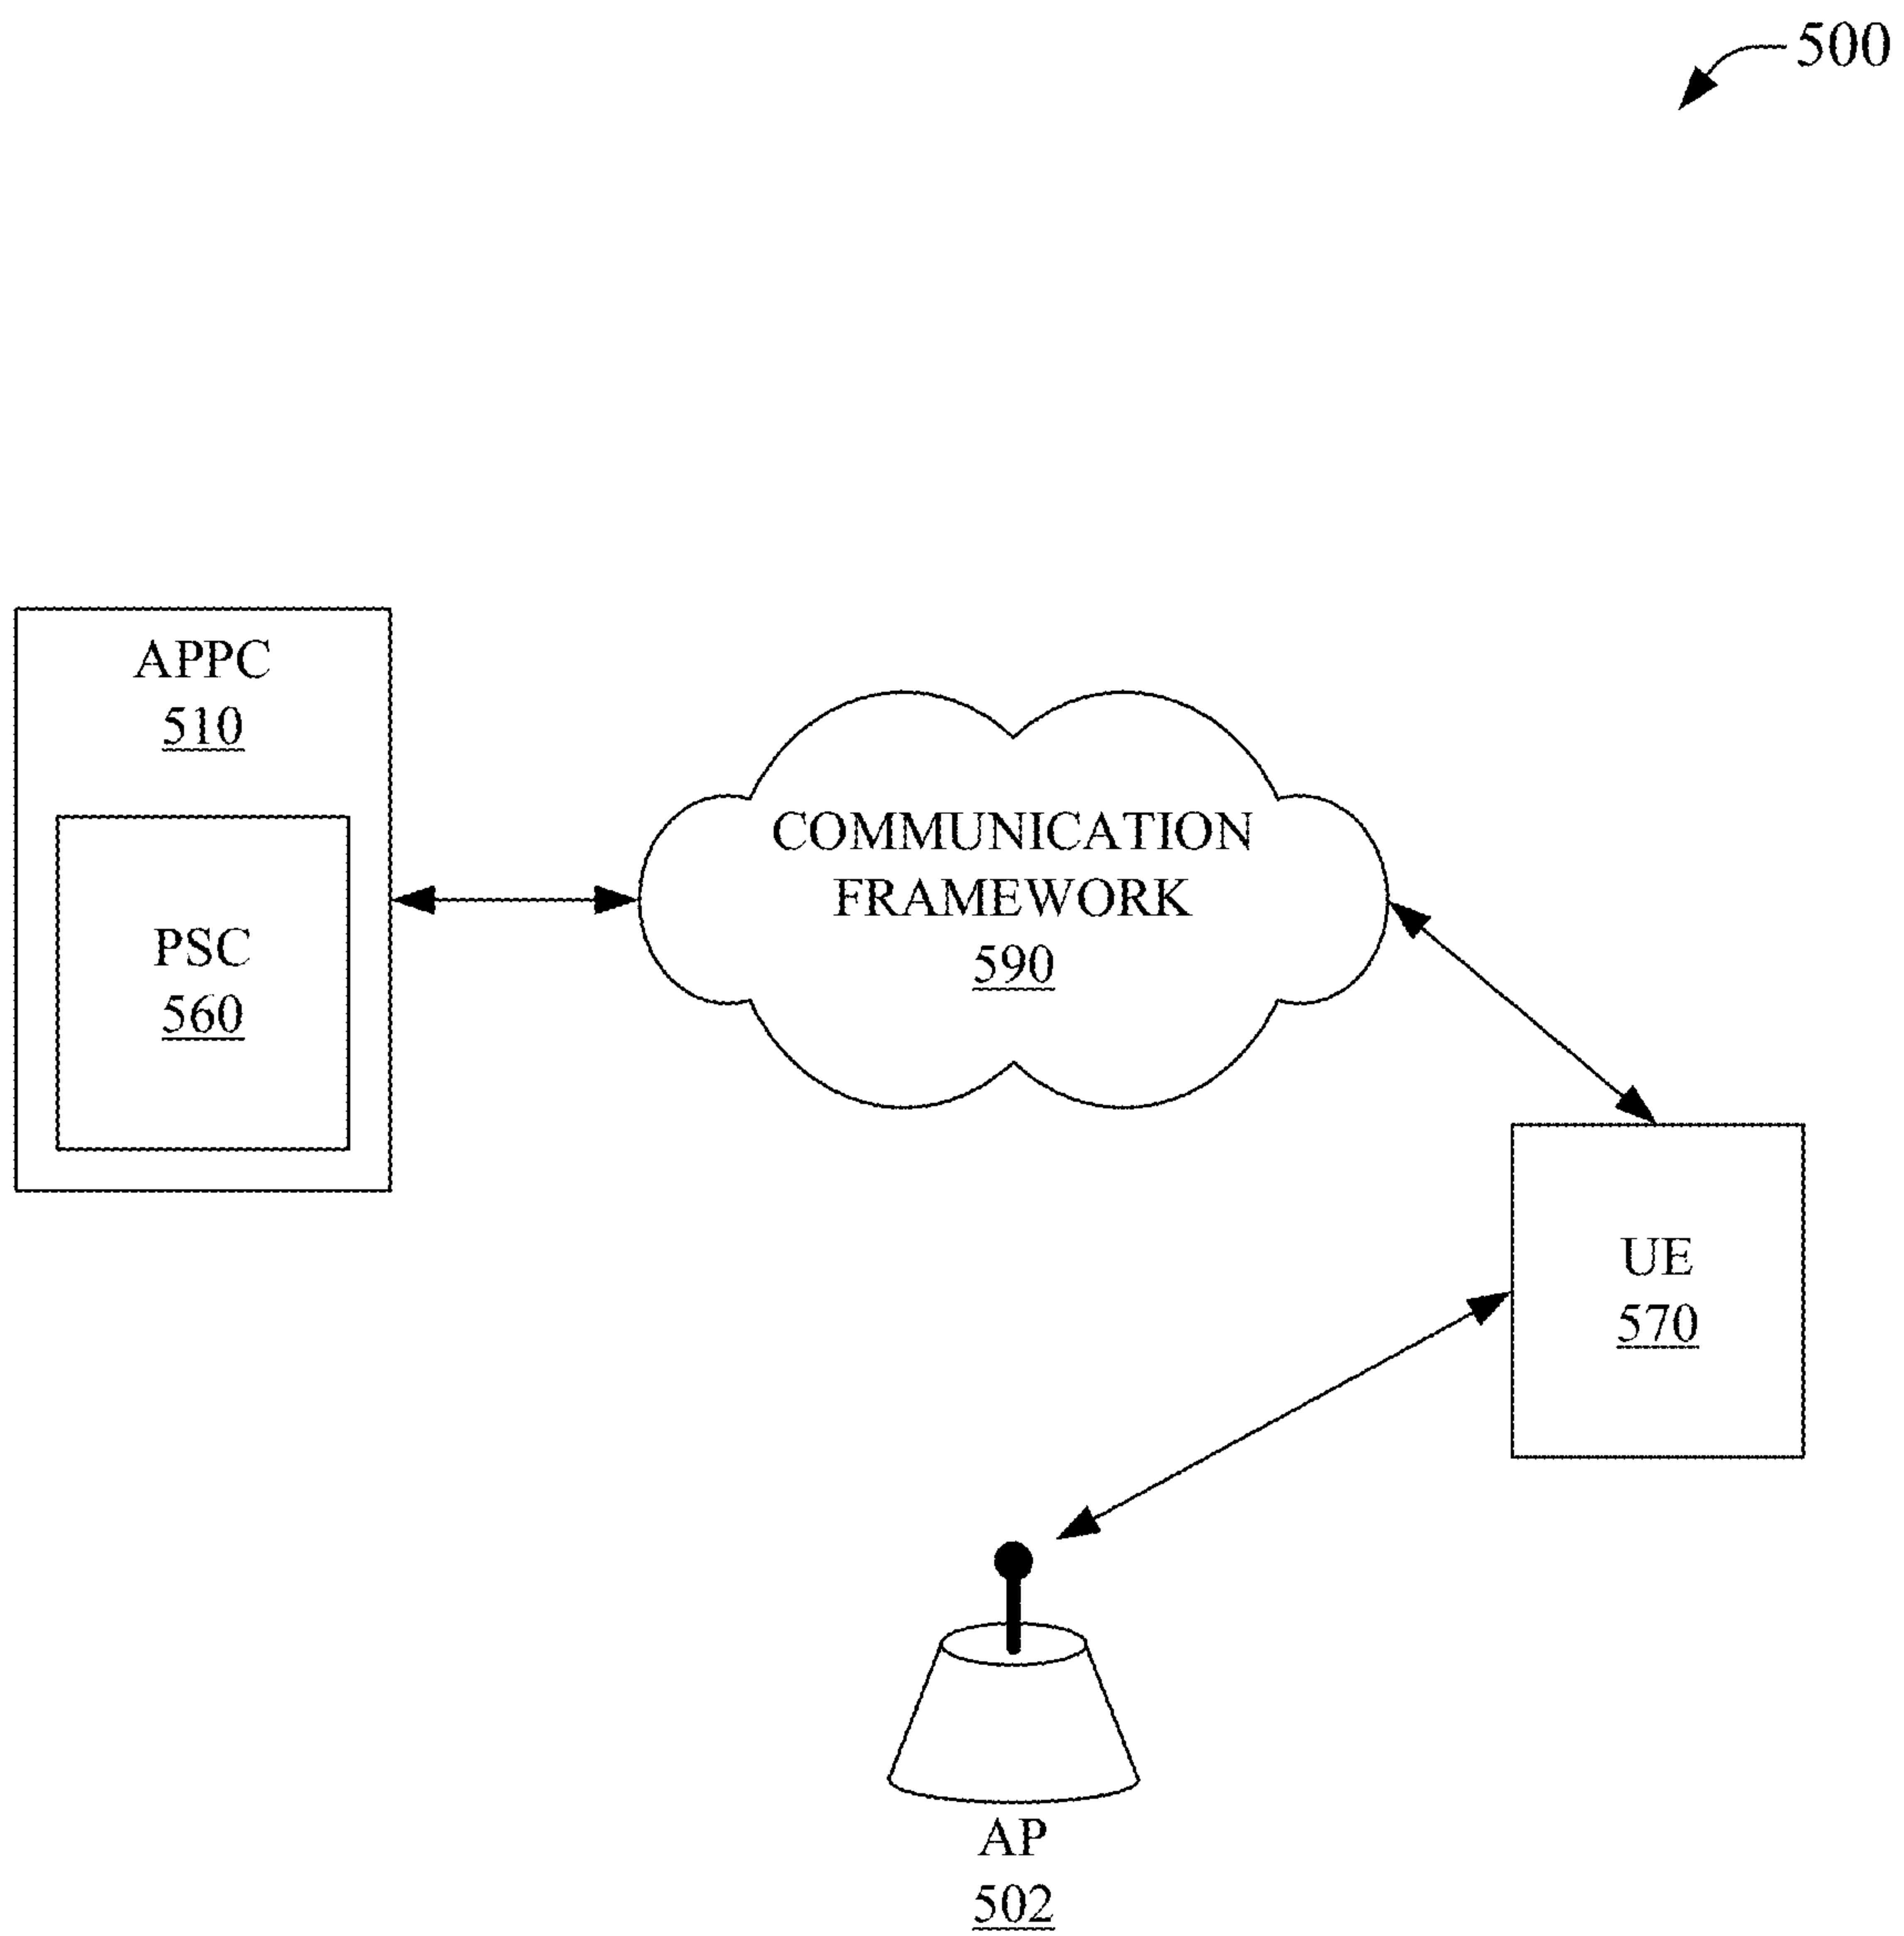 500
APPC
510
PSC
560
COMMUNICATION
FRAMEWORK
590
UE
570
AP
502